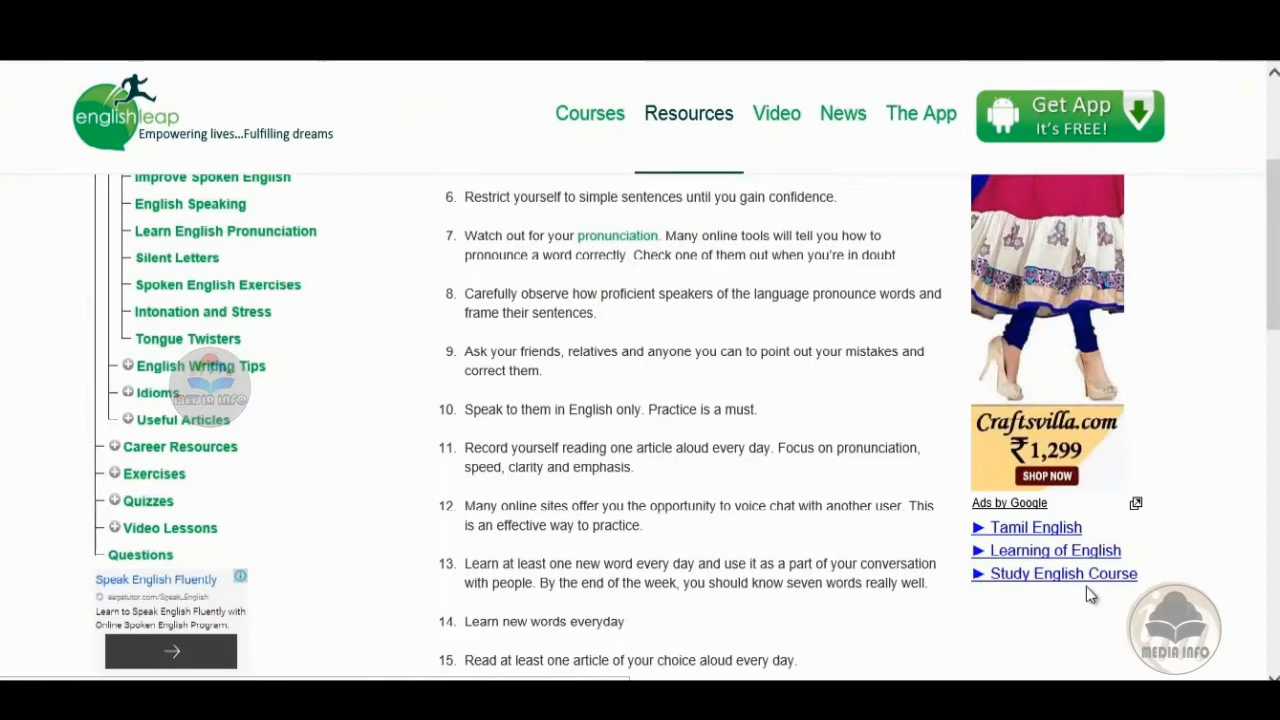 englishleap
Empowering lives...Fulfilling dreams
Courses
Resources
Video
News
The App
Get App
It's FREE!
Improve Spoken English
English Speaking
Learn English Pronunciation
Silent Letters
Spoken English Exercises
Intonation and Stress
Tongue Twisters
English Writing Tips
Idioms
Useful Articles
Career Resources
Exercises
Quizzes
Video Lessons
Questions
Speak English Fluently
eagetutor.com/Speak_English
Learn to Speak English Fluently with
Online Spoken English Program.
6. Restrict yourself to simple sentences until you gain confidence.
7. Watch out for your pronunciation. Many online tools will tell you how to
pronounce a word correctly. Check one of them out when you're in doubt
8. Carefully observe how proficient speakers of the language pronounce words and
frame their sentences.
9. Ask your friends, relatives and anyone you can to point out your mistakes and
correct them.
10. Speak to them in English only. Practice is a must.
11. Record yourself reading one article aloud every day. Focus on pronunciation,
speed, clarity and emphasis.
12. Many online sites offer you the opportunity to voice chat with another user. This
is an effective way to practice.
13. Learn at least one new word every day and use it as a part of your conversation
with people. By the end of the week, you should know seven words really well.
14. Learn new words everyday
15. Read at least one article of your choice aloud every day.
Craftsvilla.com
₹1,299
SHOP NOW
Ads by Google
► Tamil English
► Learning of English
► Study English Course
MEDIA INFO
MEDIA INFO